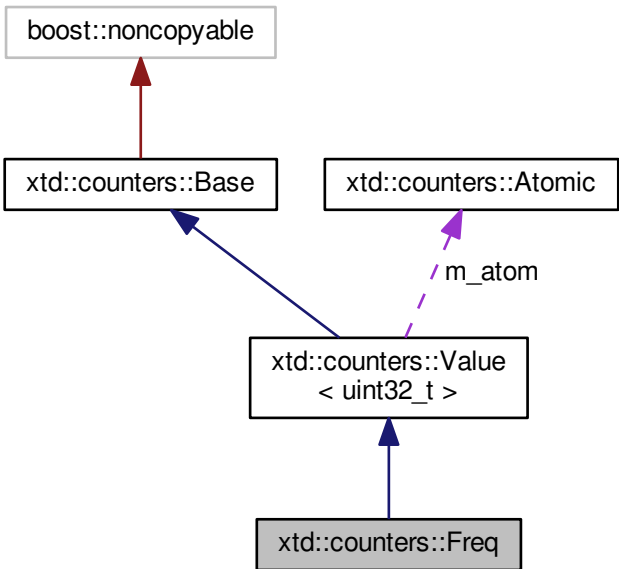 boost::noncopyable
xtd::counters::Base
xtd::counters::Atomic
m_atom
xtd::counters::Value
< uint32_t >
xtd::counters::Freq